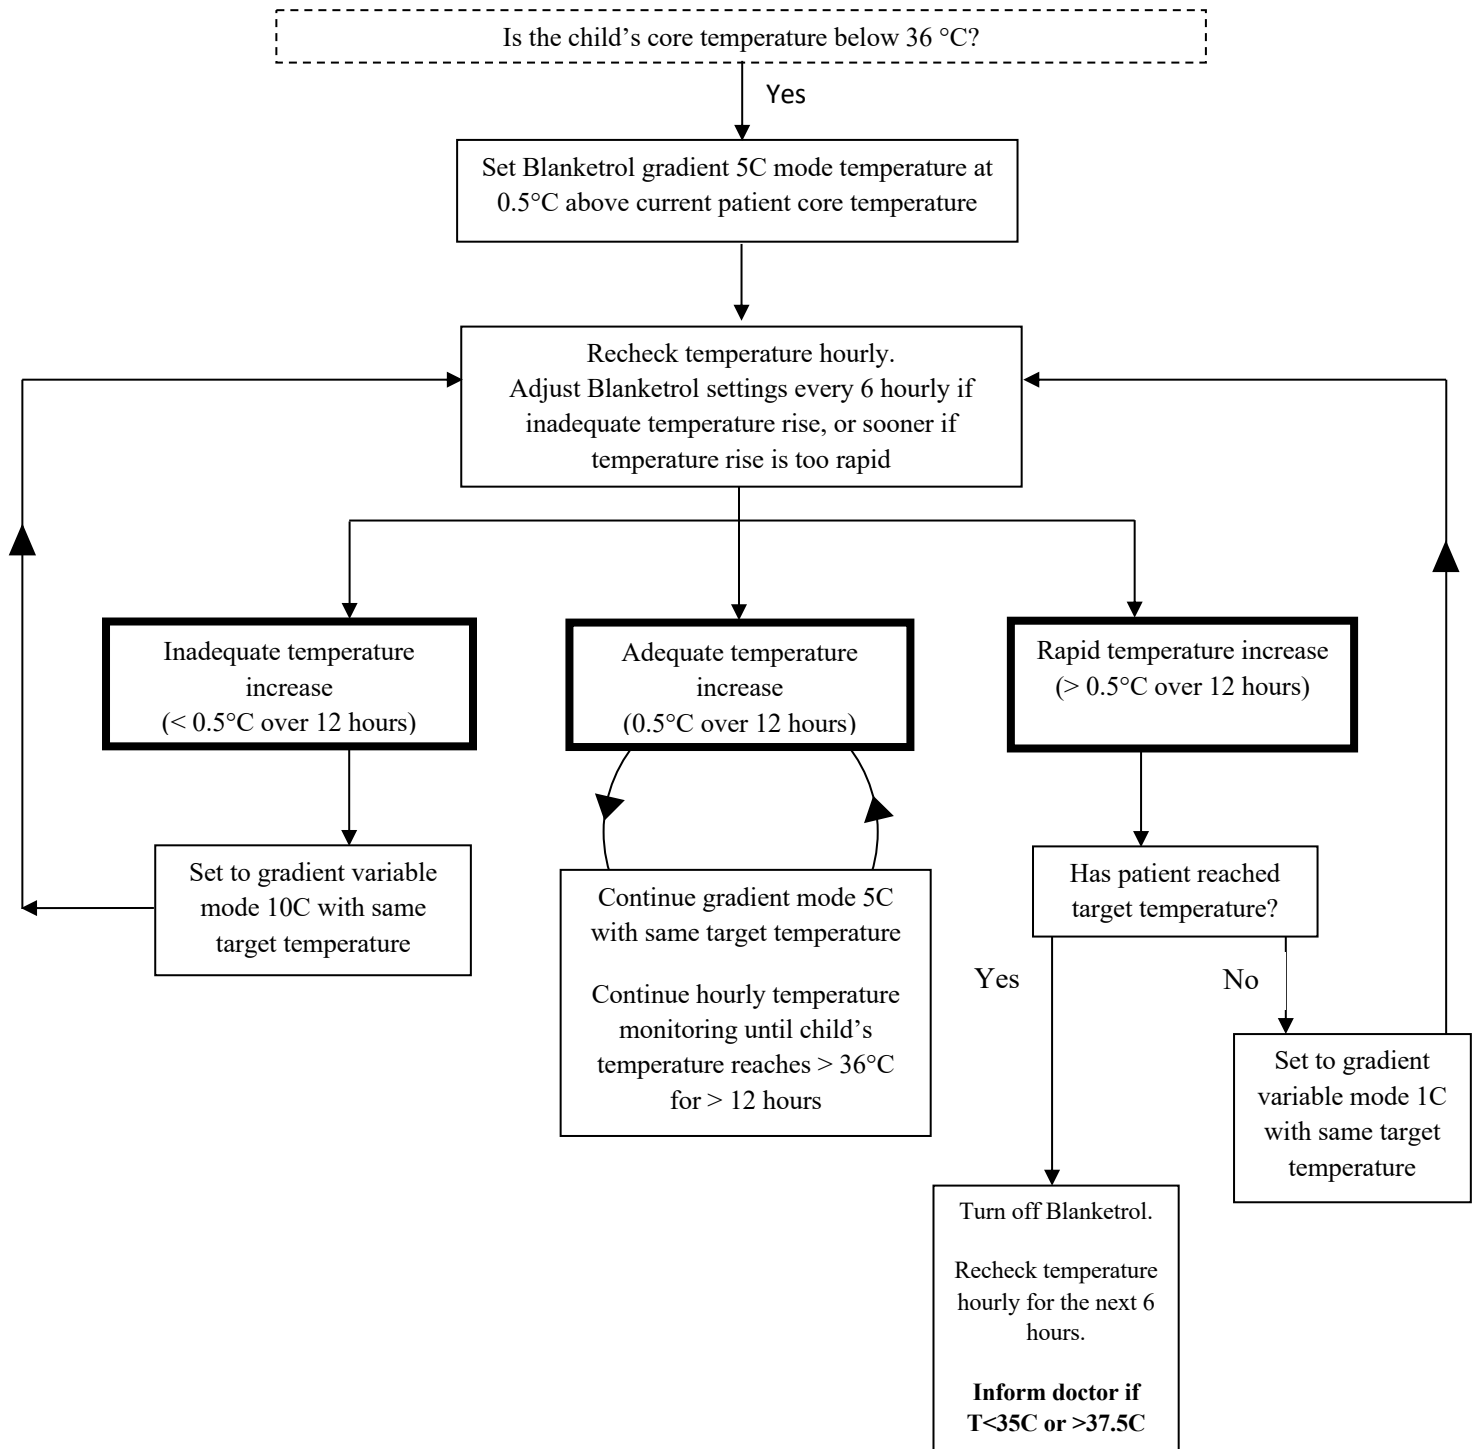 Is the child’s core temperature below 36 °C?
Yes
Set Blanketrol gradient 5C mode temperature at
0.5°C above current patient core temperature
Recheck temperature hourly.
Adjust Blanketrol settings every 6 hourly if
inadequate temperature rise, or sooner if
temperature rise is too rapid
Inadequate temperature
increase
(< 0.5°C over 12 hours)
Adequate temperature
increase
(0.5°C over 12 hours)
Rapid temperature increase
(> 0.5°C over 12 hours)
Set to gradient variable
mode 10C with same
target temperature
Continue gradient mode 5C
with same target temperature
Continue hourly temperature
monitoring until child’s
temperature reaches > 36°C
for > 12 hours
Has patient reached
target temperature?
Yes
No
Set to gradient
variable mode 1C
with same target
temperature
Turn off Blanketrol.
Recheck temperature
hourly for the next 6
hours.
Inform doctor if
T<35C or >37.5C